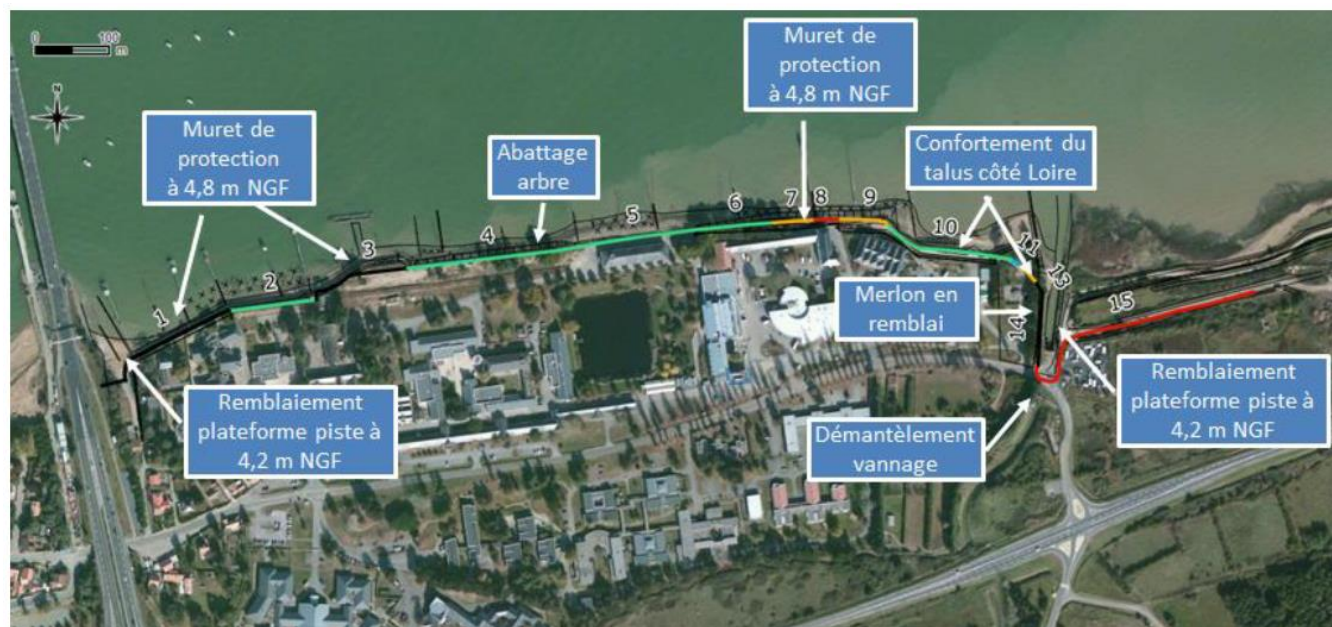 0
100
m
N
Muret de
protection
à 4,8 m NGF
Abattage
arbre
Muret de
protection
à 4,8 m NGF
Confortement du
talus côté Loire
1
2
3
4
5
6
7
8
9
10
11
13
14
15
Merlon en
remblai
Remblaiement
plateforme piste à
4,2 m NGF
Démantèlement
vannage
Remblaiement
plateforme piste à
4,2 m NGF